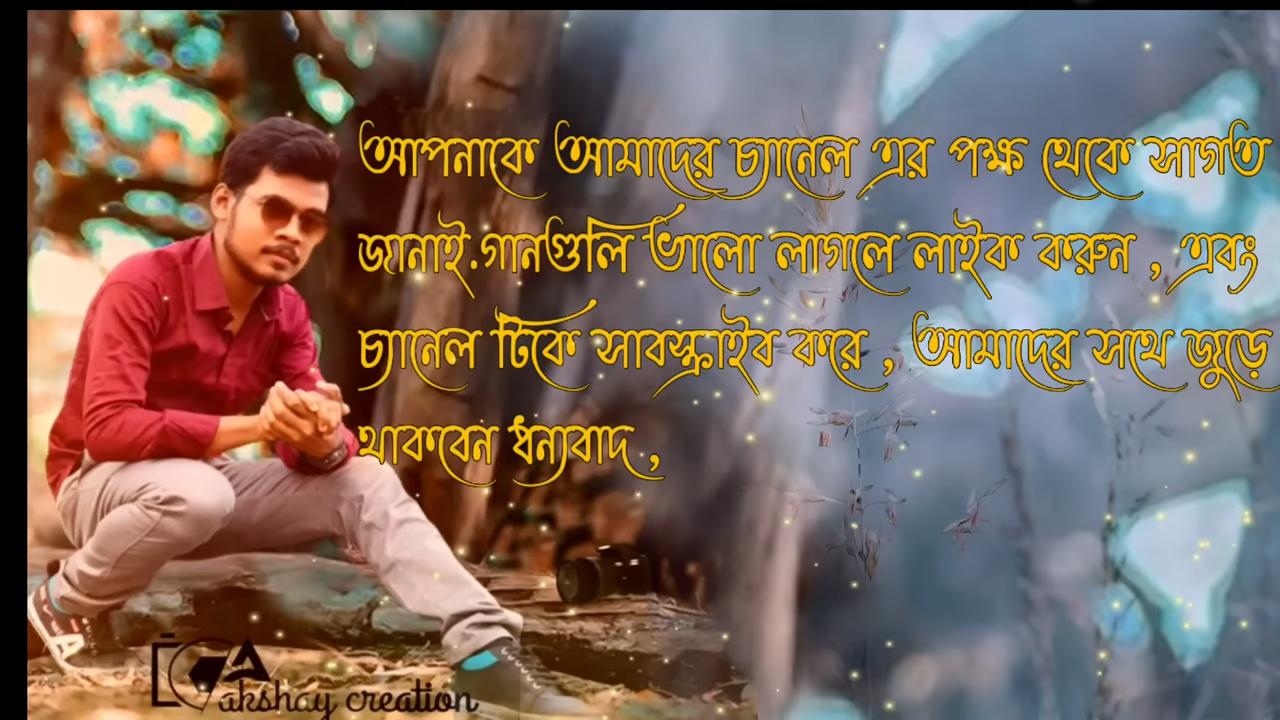 আপনাকে আমাদের চ্যানেল এর পক্ষ থেকে সাগত
জানাই.গানগুলি ভালো লাগলে লাইক করুন , এবং
চ্যানেল টিকে সাবস্ক্রাইব করে , আমাদের সথে জুড়ে
থাকবেন ধন্যবাদ ,
A
akshay creation